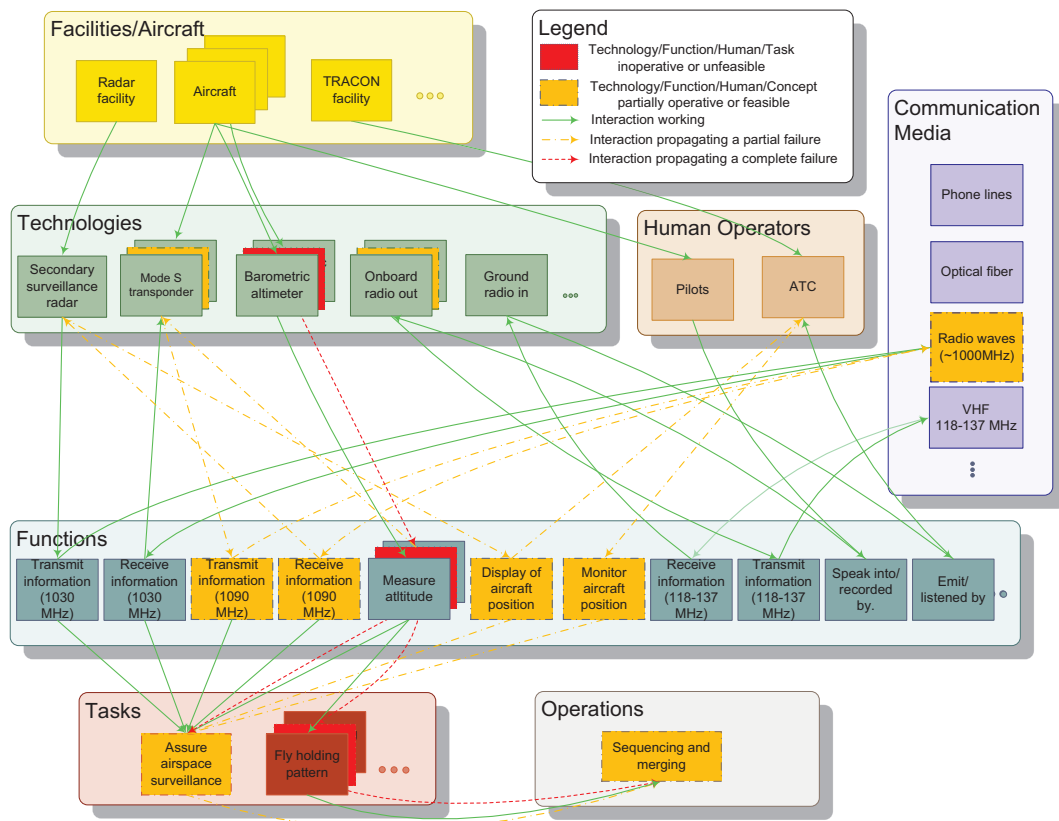 Facilities/Aircraft
Radar
facility
Aircraft
TRACON
facility
Legend
Technology/Function/Human/Task
inoperative or unfeasible
Technology/Function/Human/Concept
partially operative or feasible
Interaction working
Interaction propagating a partial failure
Interaction propagating a complete failure
Communication
Media
Phone lines
Optical fiber
Radio waves
(~1000MHz)
VHF
118-137 MHz
Technologies
Secondary
surveillance
radar
Mode S
transponder
Barometric
altimeter
Onboard
radio out
Ground
radio in
Human Operators
Pilots
ATC
Functions
Transmit
information
(1030
MHz)
Receive
information
(1030
MHz)
Transmit
information
(1090
MHz)
Receive
information
(1090
MHz)
Measure
atltitude
Display of
aircraft
position
Monitor
aircraft
position
Receive
information
(118-137
MHz)
Transmit
information
(118-137
MHz)
Speak into/
recorded
by.
Emit/
listened by
Tasks
Assure
airspace
surveillance
Fly holding
pattern
Operations
Sequencing and
merging